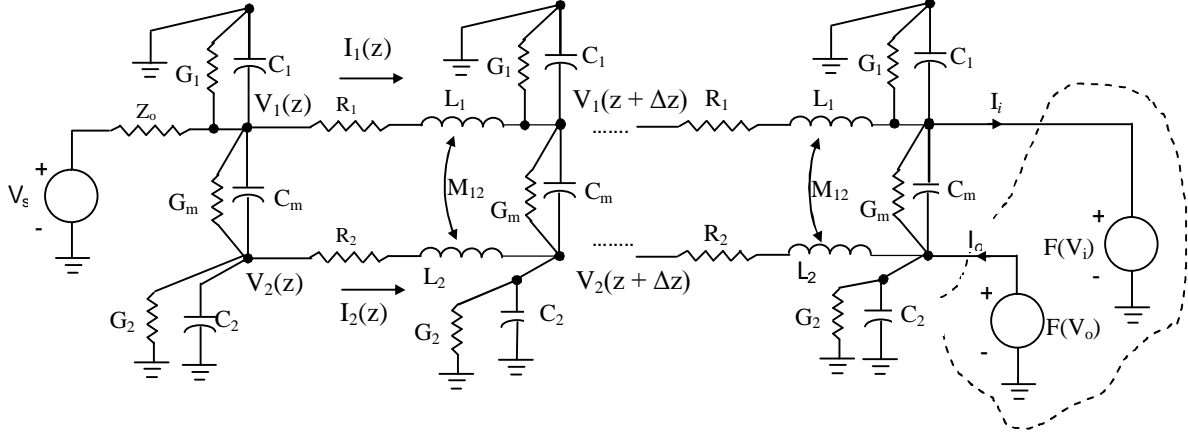 I₁(z)
G₁ C₁ G₁ C₁ G₁ C₁
Zₒ V₁(z) R₁ L₁ V₁(z + Δz) R₁ L₁ Iᵢ
.......
+ Vs -
Gₘ Cₘ M₁₂ Gₘ Cₘ M₁₂ Gₘ Cₘ
+ F(Vᵢ) -
R₂ ....... R₂ Iₒ
V₂(z) L₂ V₂(z + Δz) L₂
I₂(z)
G₂ C₂ G₂ C₂ G₂ C₂
+ F(Vₒ) -